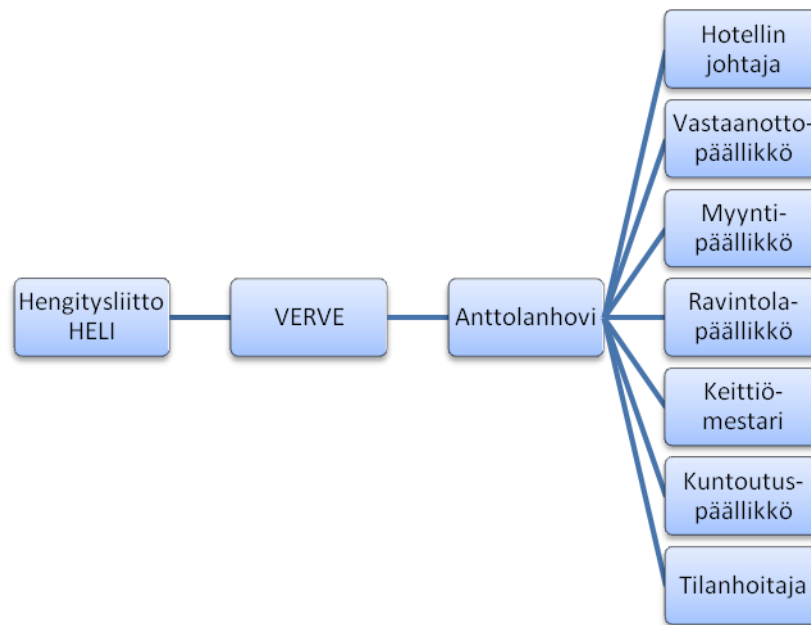 Hengitysliitto
HELI
VERVE
Anttolanhovi
Hotellin
johtaja
Vastaanotto-
päällikkö
Myynti-
päällikkö
Ravintola-
päällikkö
Keittiö-
mestari
Kuntoutus-
päällikkö
Tilanhoitaja